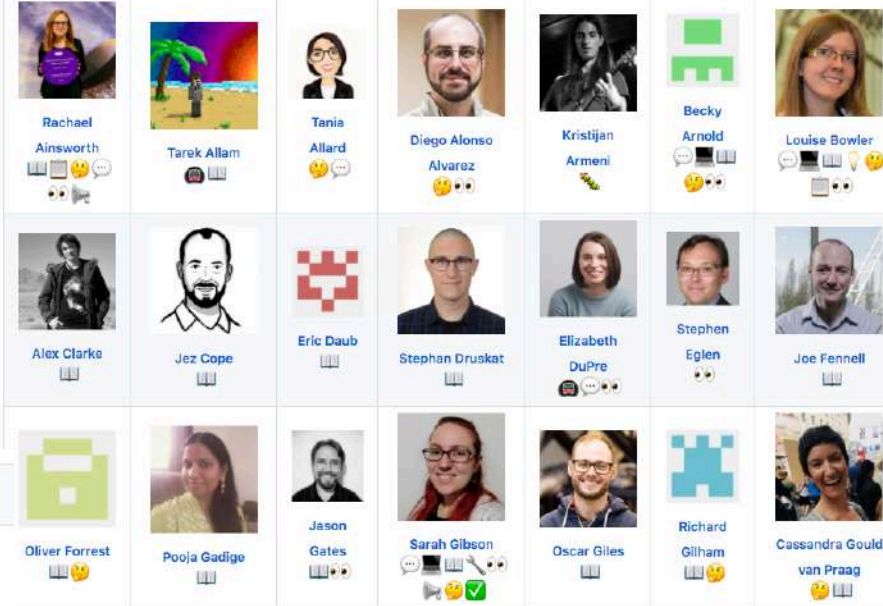 Rachael
Ainsworth
Tarek Allam
Tania
Allard
Diego Alonso
Alvarez
Kristijan
Armeni
Becky
Arnold
Louise Bowler
Alex Clarke
Jez Cope
Eric Daub
Stephan Druskat
Elizabeth
DuPre
Stephen
Eglen
Joe Fennell
Oliver Forrest
Pooja Gadige
Jason
Gates
Sarah Gibson
Oscar Giles
Richard
Gilham
Cassandra Gould
van Praag